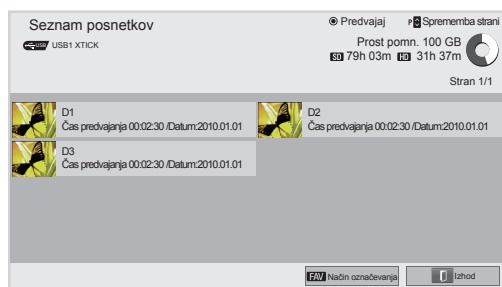 Seznam posnetkov
Predvajaj P Sprememba strani
USB USB1 XTICK
Prost pomn. 100 GB
SD 79h 03m HD 31h 37m
Stran 1/1
D1
Čas predvajanja 00:02:30 /Datum:2010.01.01
D2
Čas predvajanja 00:02:30 /Datum:2010.01.01
D3
Čas predvajanja 00:02:30 /Datum:2010.01.01
FAV Način označevanja
Izhod